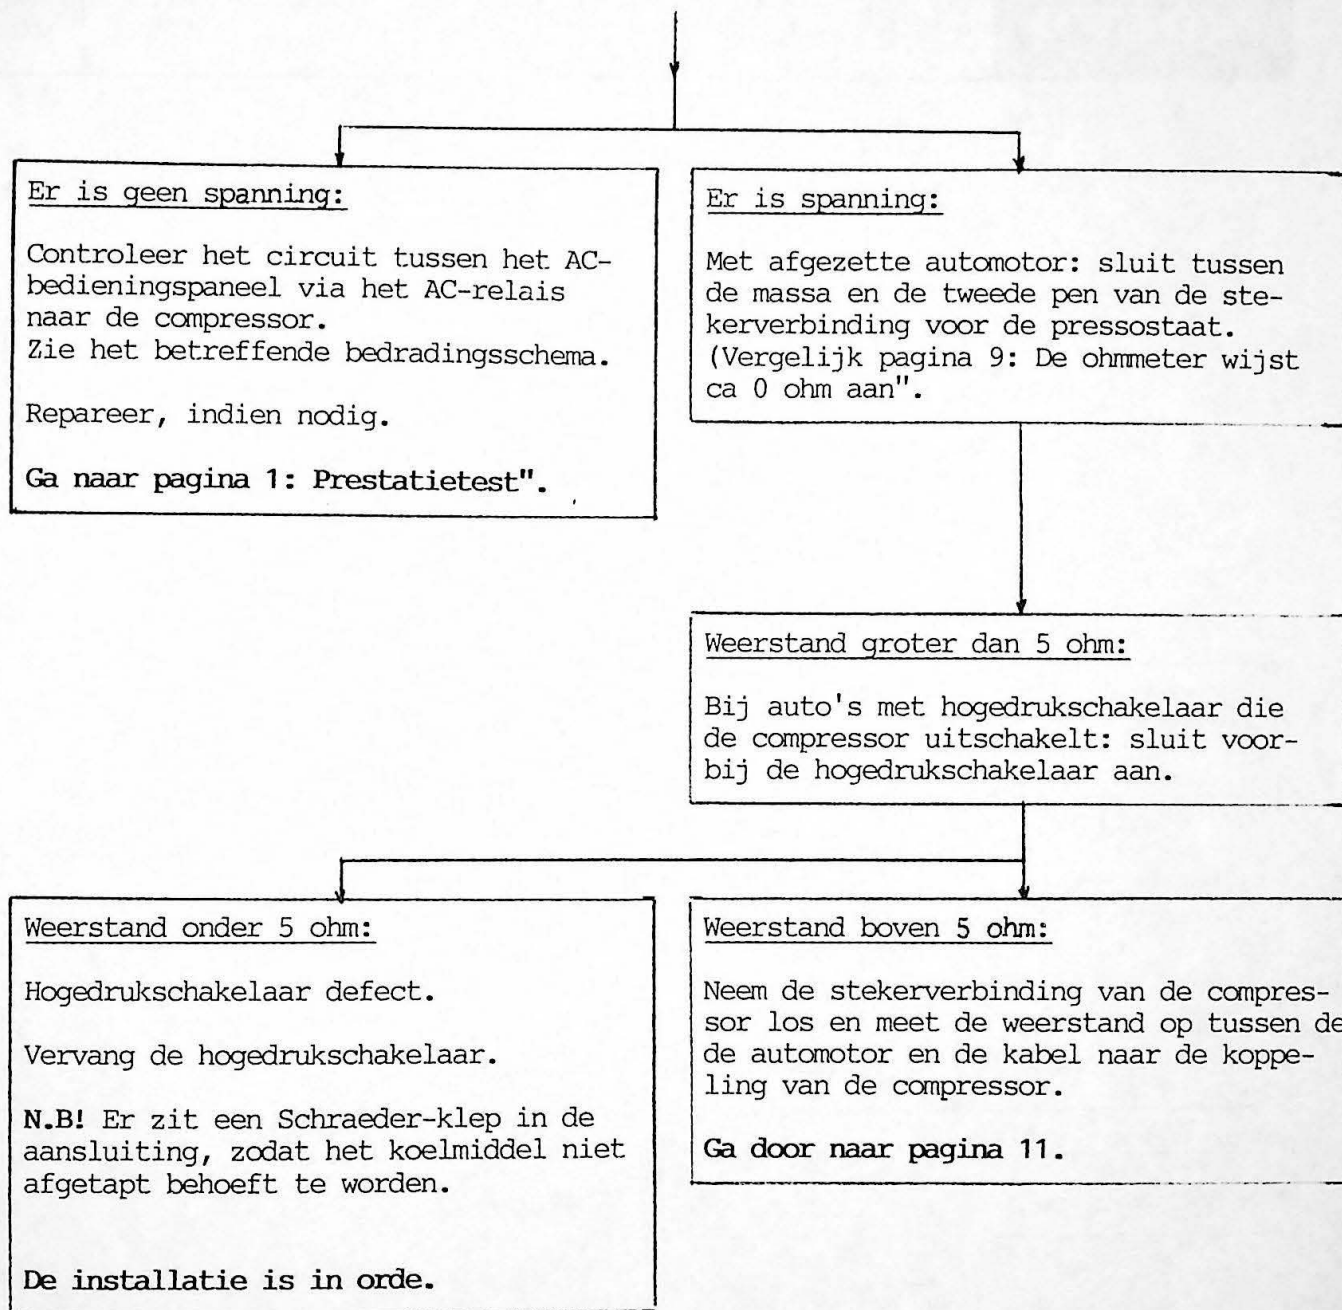 Er is geen spanning:
Controleer het circuit tussen het AC-
bedieningspaneel via het AC-relais
naar de compressor.
Zie het betreffende bedradingsschema.
Repareer, indien nodig.
Ga naar pagina 1: Prestatietest".
Er is spanning:
Met afgezette automotor: sluit tussen
de massa en de tweede pen van de ste-
kerverbinding voor de pressostaat.
(Vergelijk pagina 9: De ohmmeter wijst
ca 0 ohm aan".
Weerstand groter dan 5 ohm:
Bij auto's met hogedrukschakelaar die
de compressor uitschakelt: sluit voor-
bij de hogedrukschakelaar aan.
Weerstand onder 5 ohm:
Hogedrukschakelaar defect.
Vervang de hogedrukschakelaar.
N.B! Er zit een Schraeder-klep in de
aansluiting, zodat het koelmiddel niet
afgetapt behoeft te worden.
De installatie is in orde.
Weerstand boven 5 ohm:
Neem de stekerverbinding van de compres-
sor los en meet de weerstand op tussen de
de automotor en de kabel naar de koppe-
ling van de compressor.
Ga door naar pagina 11.